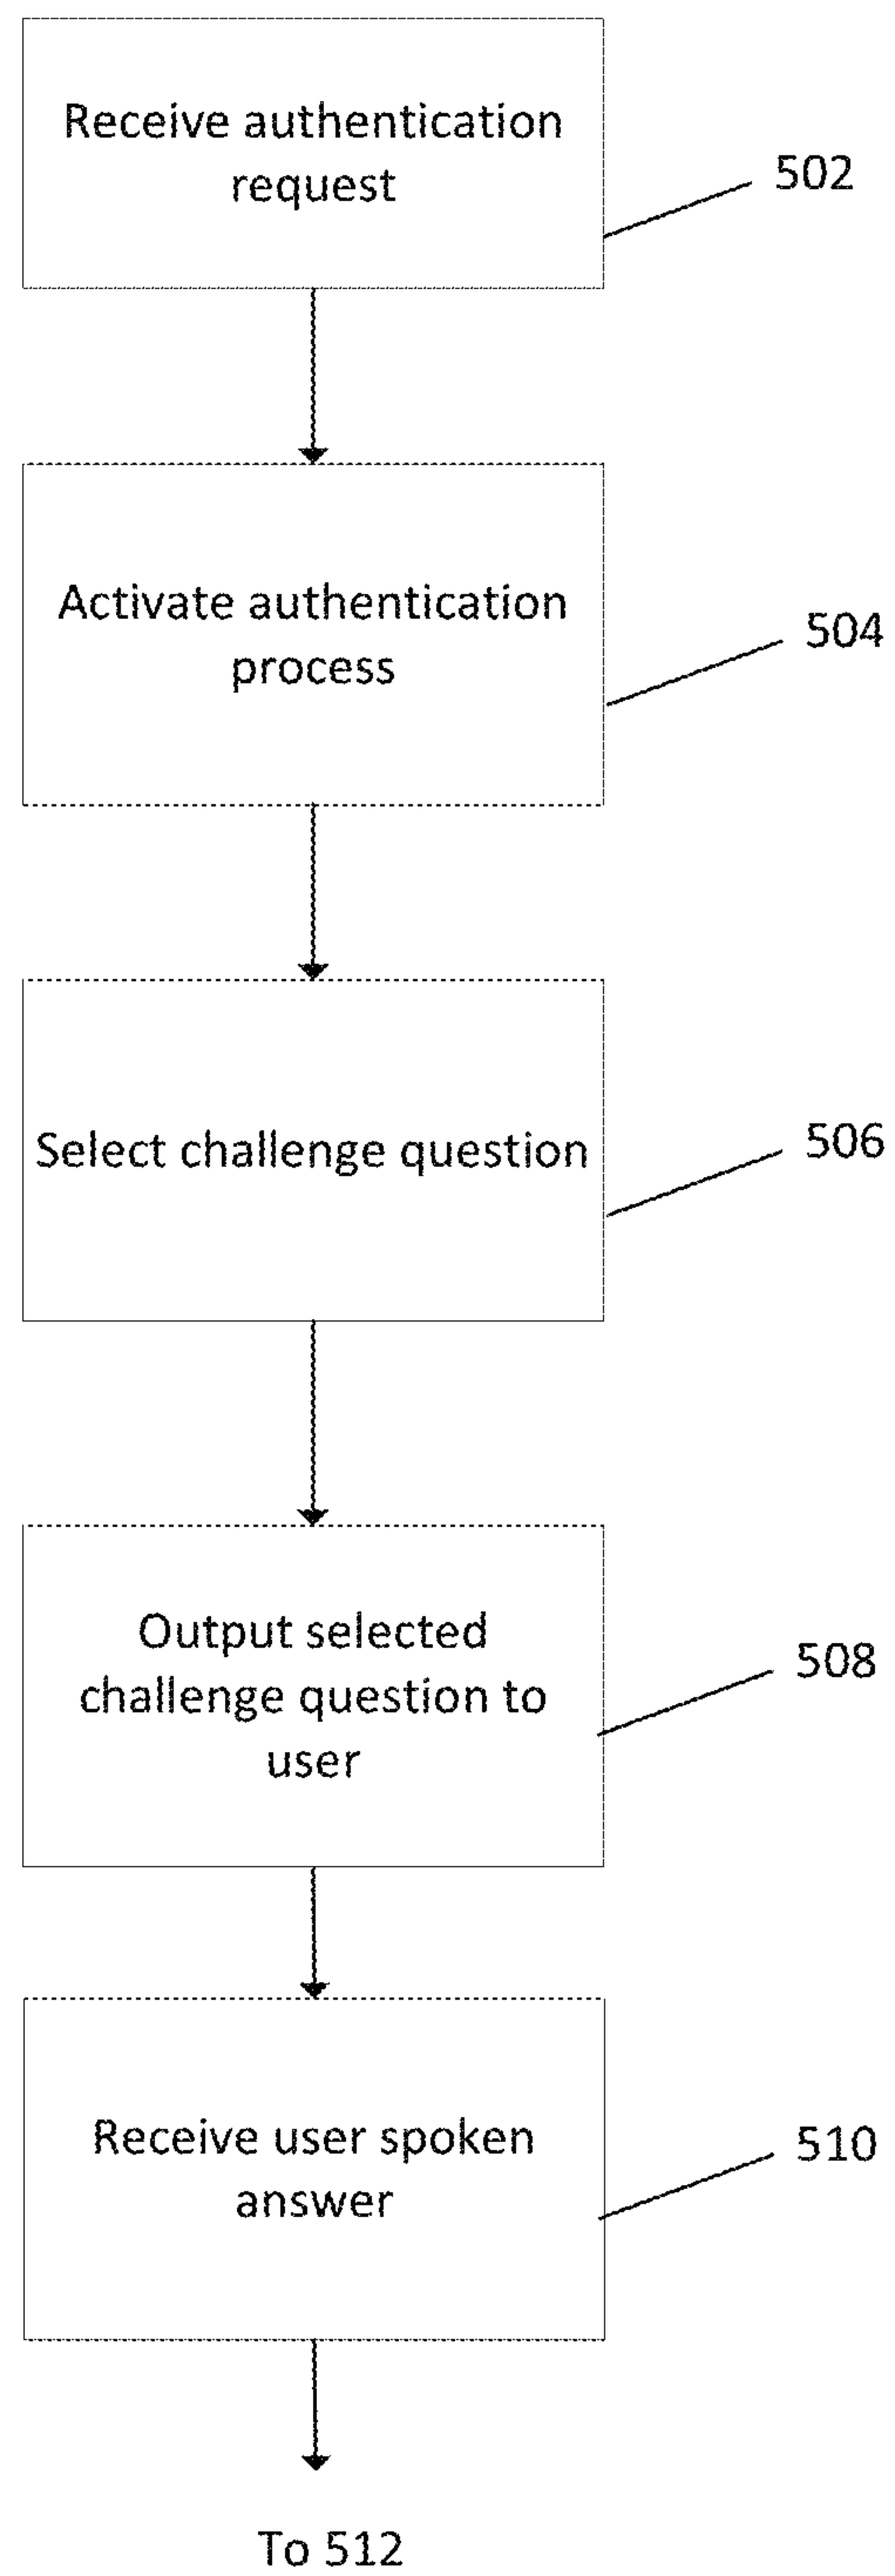 Receive authentication
request
502
Activate authentication
process
504
Select challenge question
506
Output selected
challenge question to
user
508
Receive user spoken
answer
510
To 512